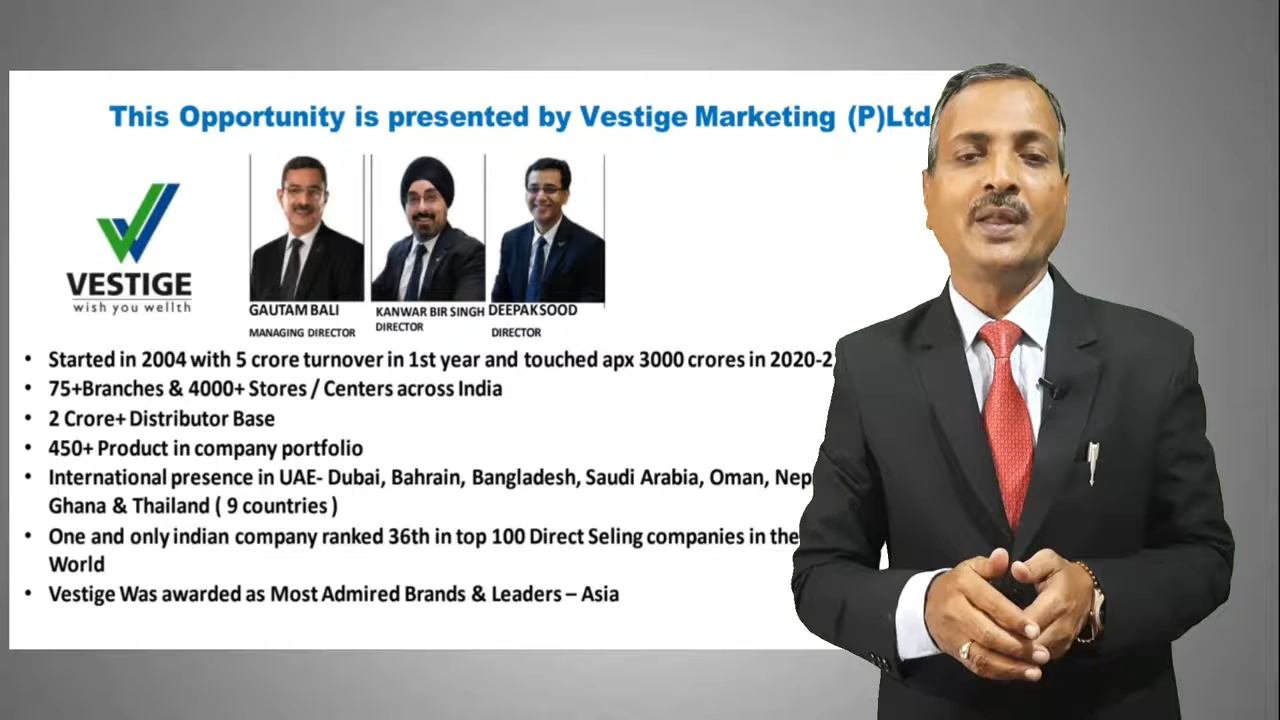 This Opportunity is presented by Vestige Marketing (P)Ltd
VESTIGE
wish you wellth
GAUTAM BALI
MANAGING DIRECTOR
KANWAR BIR SINGH
DIRECTOR
DEEPAK SOOD
DIRECTOR
• Started in 2004 with 5 crore turnover in 1st year and touched apx 3000 crores in 2020-2
• 75+Branches & 4000+ Stores / Centers across India
• 2 Crore+ Distributor Base
• 450+ Product in company portfolio
• International presence in UAE- Dubai, Bahrain, Bangladesh, Saudi Arabia, Oman,
Ghana & Thailand ( 9 countries )
• One and only indian company ranked 36th in top 100 Direct Seling companies in the
World
• Vestige Was awarded as Most Admired Brands & Leaders – Asia